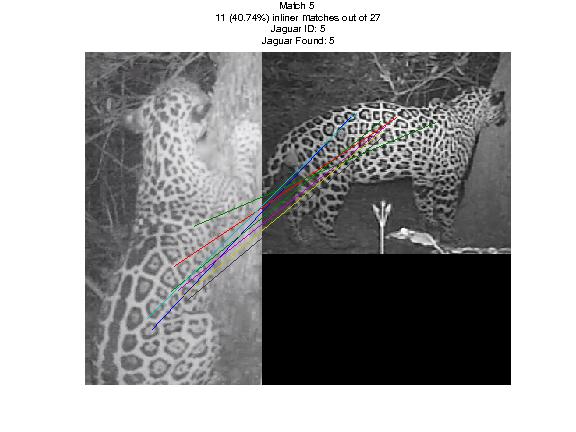 Match 5
11 (40.74%) inliner matches out of 27
Jaguar ID: 5
Jaguar Found: 5